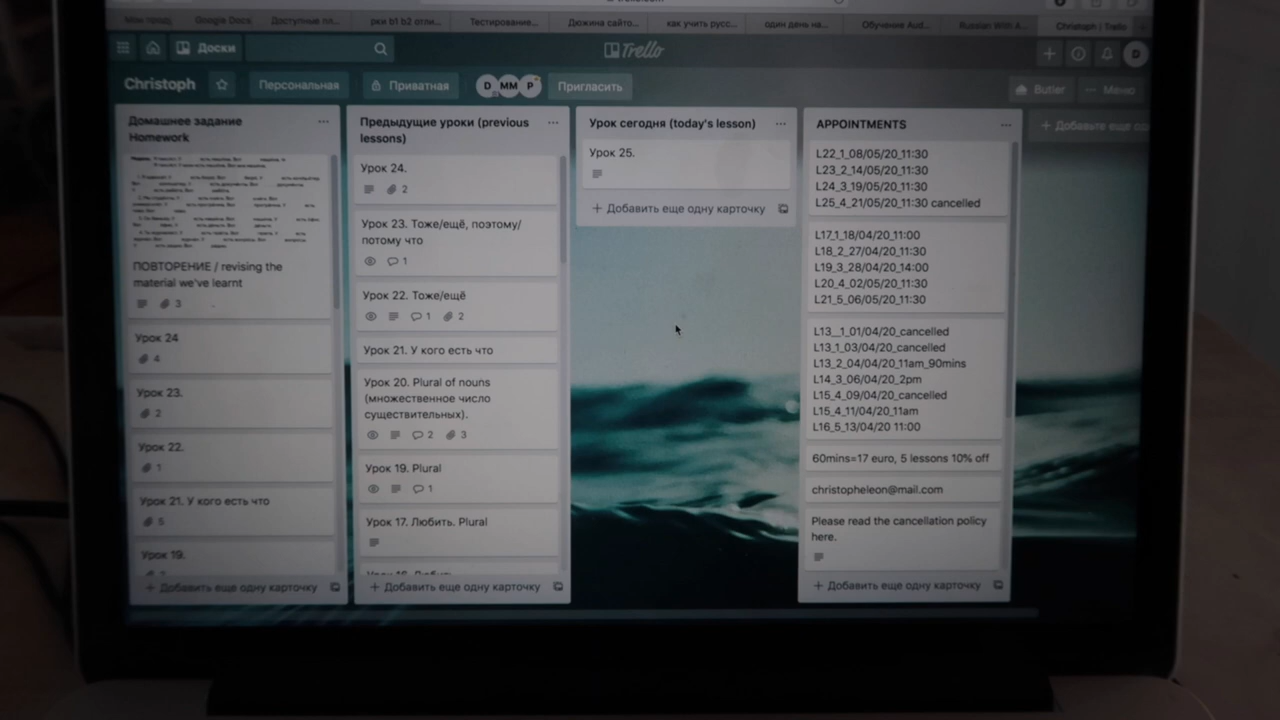 Google Docs
Доступные пл...
рки b1 b2 отли...
Тестирование...
Дюжина сайто...
как учить русс...
один день на...
Обучение Aud...
Russian With A...
Christoph | Trello
Доски
Trello
D
Christoph
Персональная
Приватная
D MM P
Пригласить
Butler
Меню
Домашнее задание
Homework
ПОВТОРЕНИЕ / revising the
material we've learnt
3
Урок 24
4
Урок 23.
2
Урок 22.
1
Урок 21. У кого есть что
5
Урок 19.
+ Добавить еще одну карточку
Предыдущие уроки (previous
lessons)
Урок 24.
2
Урок 23. Тоже/ещё, поэтому/
потому что
1
Урок 22. Тоже/ещё
1 2
Урок 21. У кого есть что
Урок 20. Plural of nouns
(множественное число
существительных).
2 3
Урок 19. Plural
1
Урок 17. Любить. Plural
+ Добавить еще одну карточку
Урок сегодня (today's lesson)
Урок 25.
+ Добавить еще одну карточку
APPOINTMENTS
L22_1_08/05/20_11:30
L23_2_14/05/20_11:30
L24_3_19/05/20_11:30
L25_4_21/05/20_11:30 cancelled
L17_1_18/04/20_11:00
L18_2_27/04/20_11:30
L19_3_28/04/20_14:00
L20_4_02/05/20_11:30
L21_5_06/05/20_11:30
L13__1_01/04/20_cancelled
L13_1_03/04/20_cancelled
L13_2_04/04/20_11am_90mins
L14_3_06/04/20_2pm
L15_4_09/04/20_cancelled
L15_4_11/04/20_11am
L16_5_13/04/20 11:00
60mins=17 euro, 5 lessons 10% off
christopheleon@mail.com
Please read the cancellation policy
here.
+ Добавить еще одну карточку
+ Добавьте еще